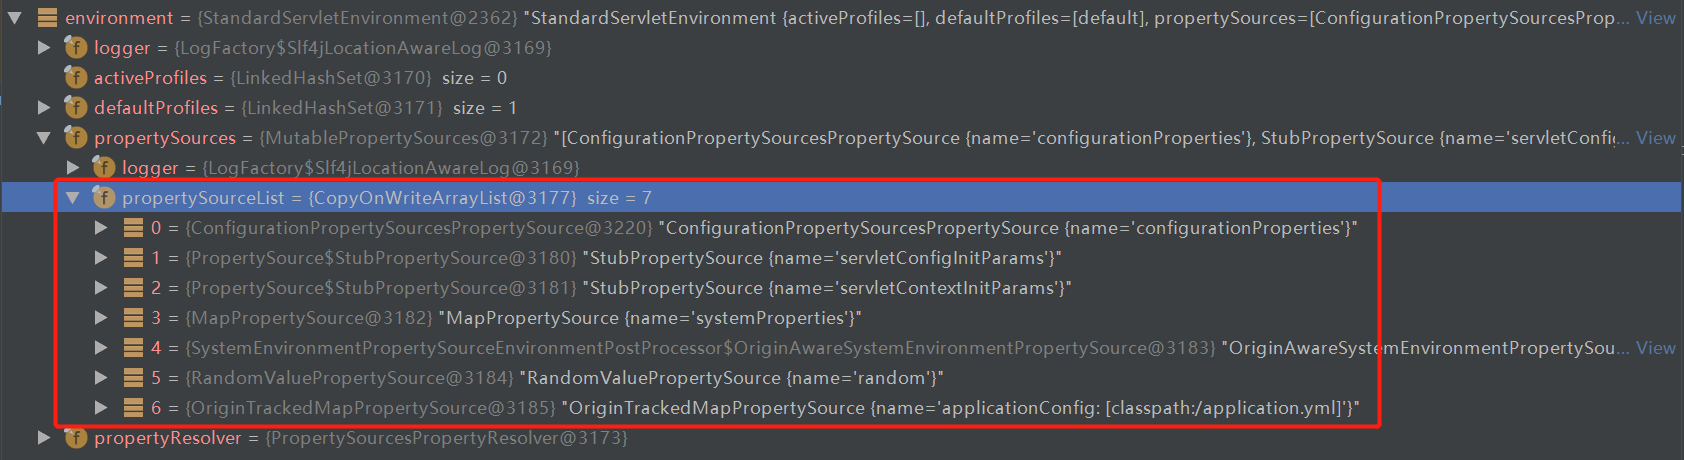 environment = {StandardServletEnvironment@2362} "StandardServletEnvironment {activeProfiles=[], defaultProfiles=[default], propertySources=[ConfigurationPropertySourcesProp... View
f logger = {LogFactory$Slf4jLocationAwareLog@3169}
f activeProfiles = {LinkedHashSet@3170} size = 0
f defaultProfiles = {LinkedHashSet@3171} size = 1
f propertySources = {MutablePropertySources@3172} "[ConfigurationPropertySourcesPropertySource {name='configurationProperties'}, StubPropertySource {name='servletConfig... View
f logger = {LogFactory$Slf4jLocationAwareLog@3169}
f propertySourceList = {CopyOnWriteArrayList@3177} size = 7
0 = {ConfigurationPropertySourcesPropertySource@3220} "ConfigurationPropertySourcesPropertySource {name='configurationProperties'}"
1 = {PropertySource$StubPropertySource@3180} "StubPropertySource {name='servletConfigInitParams'}"
2 = {PropertySource$StubPropertySource@3181} "StubPropertySource {name='servletContextInitParams'}"
3 = {MapPropertySource@3182} "MapPropertySource {name='systemProperties'}"
4 = {SystemEnvironmentPropertySourceEnvironmentPostProcessor$OriginAwareSystemEnvironmentPropertySource@3183} "OriginAwareSystemEnvironmentPropertySou... View
5 = {RandomValuePropertySource@3184} "RandomValuePropertySource {name='random'}"
6 = {OriginTrackedMapPropertySource@3185} "OriginTrackedMapPropertySource {name='applicationConfig: [classpath:/application.yml]'}"
f propertyResolver = {PropertySourcesPropertyResolver@3173}